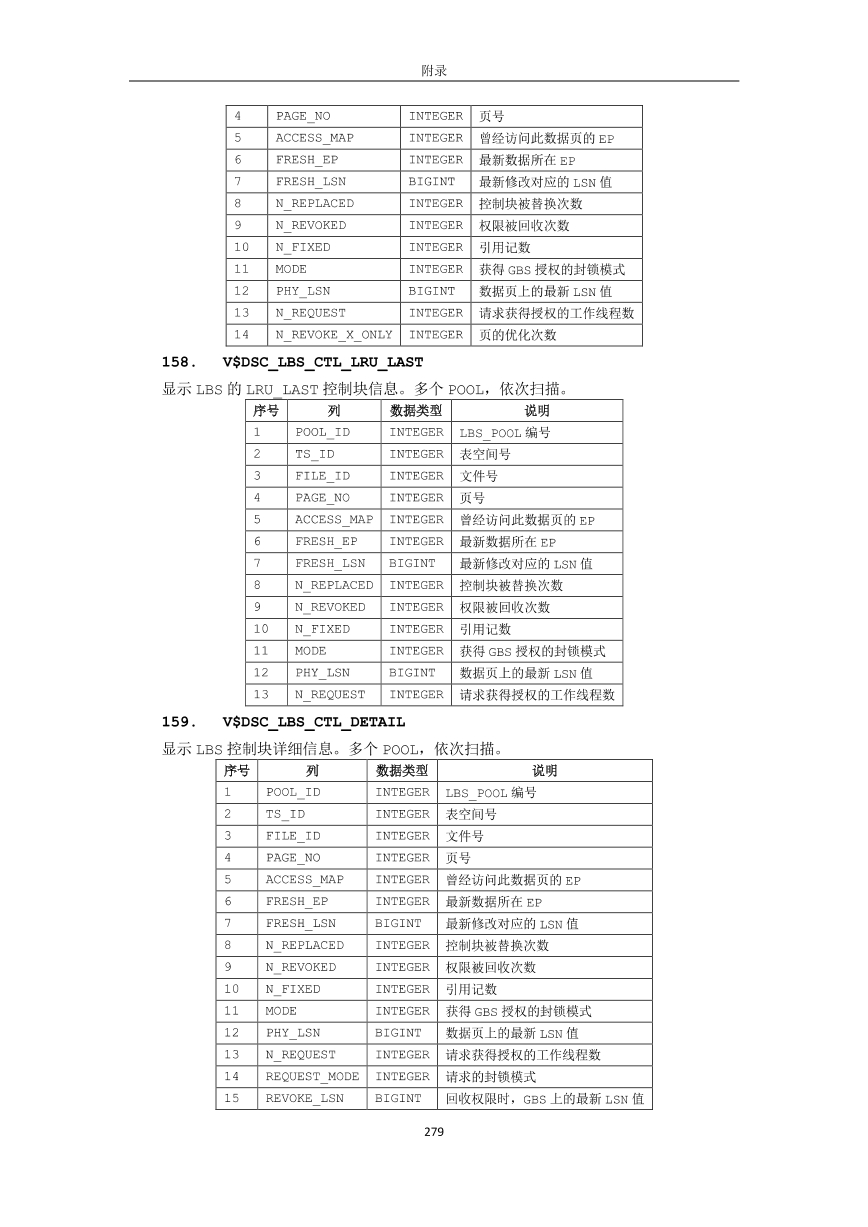 附录
4 PAGE_NO INTEGER 页号
5 ACCESS_MAP INTEGER 曾经访问此数据页的 EP
6 FRESH_EP INTEGER 最新数据所在 EP
7 FRESH_LSN BIGINT 最新修改对应的 LSN 值
8 N_REPLACED INTEGER 控制块被替换次数
9 N_REVOKED INTEGER 权限被回收次数
10 N_FIXED INTEGER 引用记数
11 MODE INTEGER 获得 GBS 授权的封锁模式
12 PHY_LSN BIGINT 数据页上的最新 LSN 值
13 N_REQUEST INTEGER 请求获得授权的工作线程数
14 N_REVOKE_X_ONLY INTEGER 页的优化次数
158. V$DSC_LBS_CTL_LRU_LAST
显示 LBS 的 LRU_LAST 控制块信息。多个 POOL，依次扫描。
序号 列 数据类型 说明
1 POOL_ID INTEGER LBS_POOL 编号
2 TS_ID INTEGER 表空间号
3 FILE_ID INTEGER 文件号
4 PAGE_NO INTEGER 页号
5 ACCESS_MAP INTEGER 曾经访问此数据页的 EP
6 FRESH_EP INTEGER 最新数据所在 EP
7 FRESH_LSN BIGINT 最新修改对应的 LSN 值
8 N_REPLACED INTEGER 控制块被替换次数
9 N_REVOKED INTEGER 权限被回收次数
10 N_FIXED INTEGER 引用记数
11 MODE INTEGER 获得 GBS 授权的封锁模式
12 PHY_LSN BIGINT 数据页上的最新 LSN 值
13 N_REQUEST INTEGER 请求获得授权的工作线程数
159. V$DSC_LBS_CTL_DETAIL
显示 LBS 控制块详细信息。多个 POOL，依次扫描。
序号 列 数据类型 说明
1 POOL_ID INTEGER LBS_POOL 编号
2 TS_ID INTEGER 表空间号
3 FILE_ID INTEGER 文件号
4 PAGE_NO INTEGER 页号
5 ACCESS_MAP INTEGER 曾经访问此数据页的 EP
6 FRESH_EP INTEGER 最新数据所在 EP
7 FRESH_LSN BIGINT 最新修改对应的 LSN 值
8 N_REPLACED INTEGER 控制块被替换次数
9 N_REVOKED INTEGER 权限被回收次数
10 N_FIXED INTEGER 引用记数
11 MODE INTEGER 获得 GBS 授权的封锁模式
12 PHY_LSN BIGINT 数据页上的最新 LSN 值
13 N_REQUEST INTEGER 请求获得授权的工作线程数
14 REQUEST_MODE INTEGER 请求的封锁模式
15 REVOKE_LSN BIGINT 回收权限时，GBS 上的最新 LSN 值
279